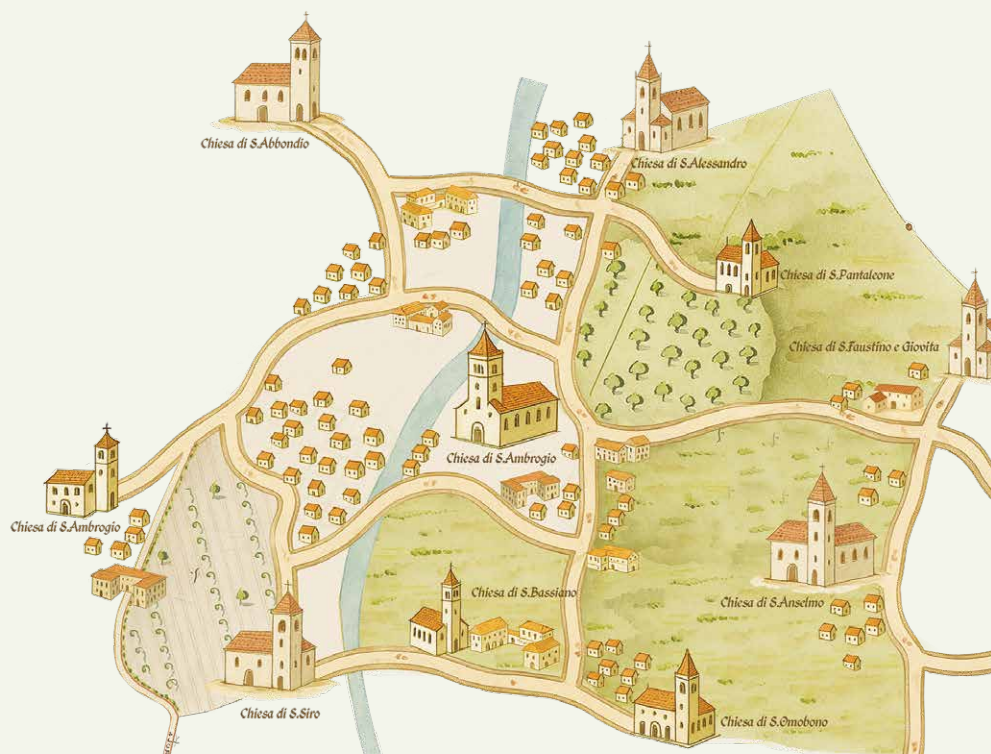 Chiesa di S.Abbondio
Chiesa di S.Alessandro
Chiesa di S.Pantaleone
Chiesa di S.Faustino e Giovita
Chiesa di S.Ambrogio
Chiesa di S.Ambrogio
Chiesa di S.Bassiano
Chiesa di S.Anselmo
Chiesa di S.Siro
Chiesa di S.Omobono